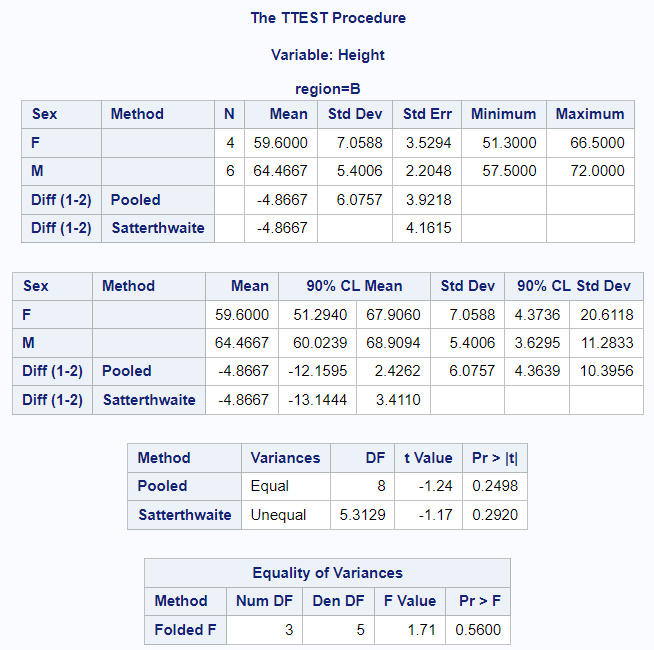 The TTEST Procedure
Variable: Height
region=B
Sex Method N Mean Std Dev Std Err Minimum Maximum
F 4 59.6000 7.0588 3.5294 51.3000 66.5000
M 6 64.4667 5.4006 2.2048 57.5000 72.0000
Diff (1-2) Pooled -4.8667 6.0757 3.9218
Diff (1-2) Satterthwaite -4.8667 4.1615
Sex Method Mean 90% CL Mean Std Dev 90% CL Std Dev
F 59.6000 51.2940 67.9060 7.0588 4.3736 20.6118
M 64.4667 60.0239 68.9094 5.4006 3.6295 11.2833
Diff (1-2) Pooled -4.8667 -12.1595 2.4262 6.0757 4.3639 10.3956
Diff (1-2) Satterthwaite -4.8667 -13.1444 3.4110
Method Variances DF t Value Pr > |t|
Pooled Equal 8 -1.24 0.2498
Satterthwaite Unequal 5.3129 -1.17 0.2920
Equality of Variances
Method Num DF Den DF F Value Pr > F
Folded F 3 5 1.71 0.5600